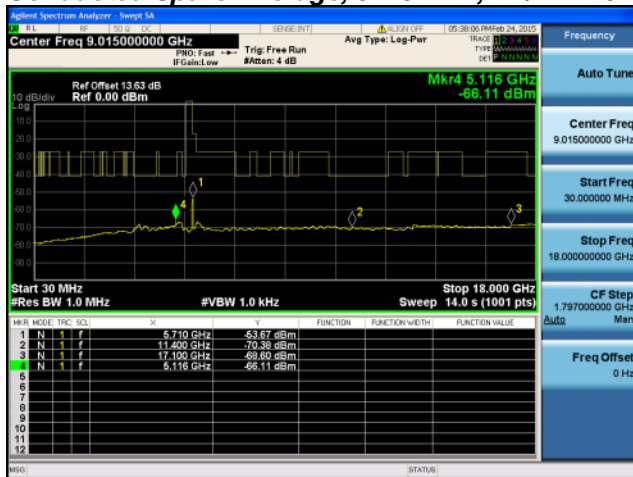 Agilent Spectrum Analyzer - Swept SA
RL RF 50 Ω DC SENSE:INT ALIGN OFF 05:38:06 PM Feb 24, 2015
Center Freq 9.015000000 GHz
PNO: Fast
IFGain:Low
Trig: Free Run
#Atten: 4 dB
Avg Type: Log-Pwr
TRACE 1 2 3 4 5 6
TYPE
DET P N N N N N
Ref Offset 13.63 dB
10 dB/div Ref 0.00 dBm
Log
Mkr4 5.116 GHz
-66.11 dBm
-10.0
-20.0
-30.0
-40.0
-50.0
-60.0
-70.0
-80.0
-90.0
1
4
2
3
Start 30 MHz Stop 18.000 GHz
#Res BW 1.0 MHz #VBW 1.0 kHz Sweep 14.0 s (1001 pts)
MKR MODE TRC SCL X Y FUNCTION FUNCTION WIDTH FUNCTION VALUE
1 N 1 f 5.710 GHz -53.67 dBm
2 N 1 f 11.400 GHz -70.38 dBm
3 N 1 f 17.100 GHz -68.60 dBm
4 N 1 f 5.116 GHz -66.11 dBm
5
6
7
8
9
10
11
12
MSG STATUS
Frequency
Auto Tune
Center Freq
9.015000000 GHz
Start Freq
30.000000 MHz
Stop Freq
18.000000000 GHz
CF Step
1.797000000 GHz
Auto Man
Freq Offset
0 Hz